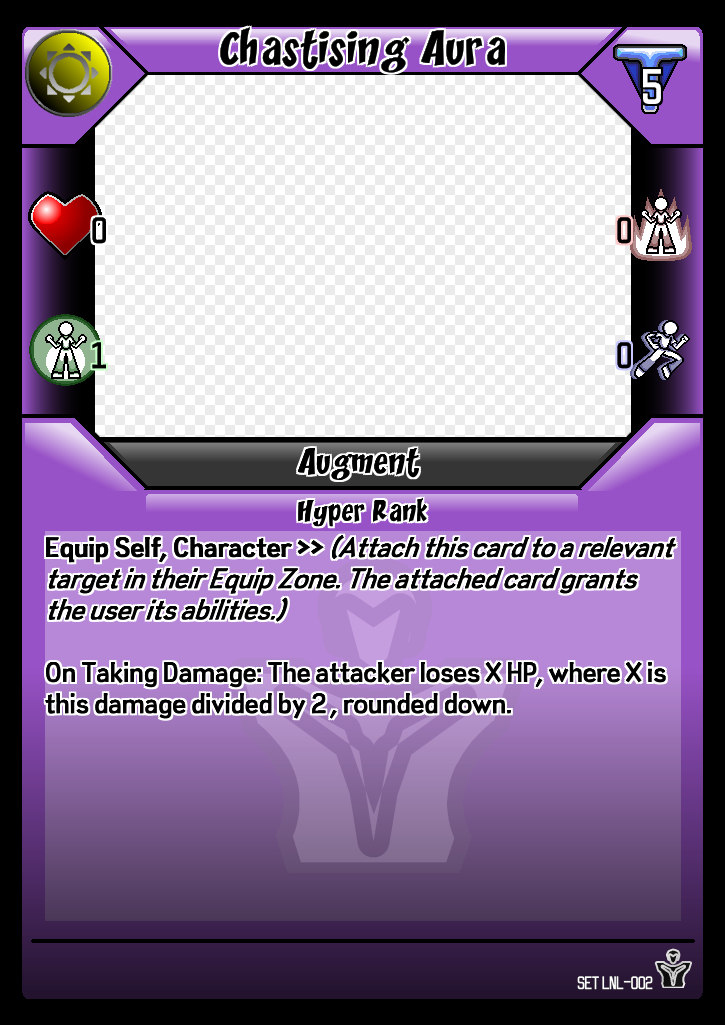 Chastising Aura
5
0
0
1
0
Augment
Hyper Rank
Equip Self, Character >> (Attach this card to a relevant
target in their Equip Zone. The attached card grants
the user its abilities.)
On Taking Damage: The attacker loses X HP, where X is
this damage divided by 2 , rounded down.
SET LNL-002